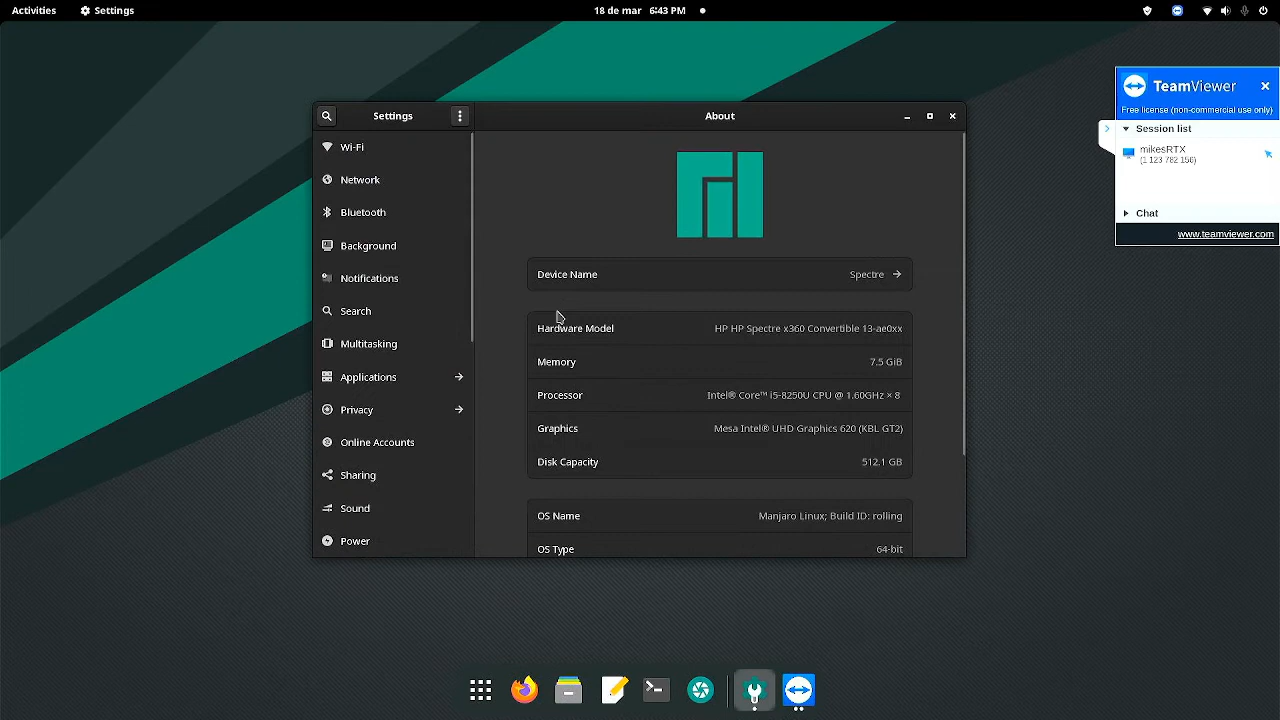 Activities
Settings
18 de mar 6:43 PM
Settings
About
Wi-Fi
Network
Bluetooth
Background
Notifications
Search
Multitasking
Applications
Privacy
Online Accounts
Sharing
Sound
Power
Device Name Spectre
Hardware Model HP HP Spectre x360 Convertible 13-ae0xx
Memory 7.5 GiB
Processor Intel® Core™ i5-8250U CPU @ 1.60GHz × 8
Graphics Mesa Intel® UHD Graphics 620 (KBL GT2)
Disk Capacity 512.1 GB
OS Name Manjaro Linux; Build ID: rolling
OS Type 64-bit
TeamViewer
Free license (non-commercial use only)
Session list
mikesRTX
(1 123 762 156)
Chat
www.teamviewer.com